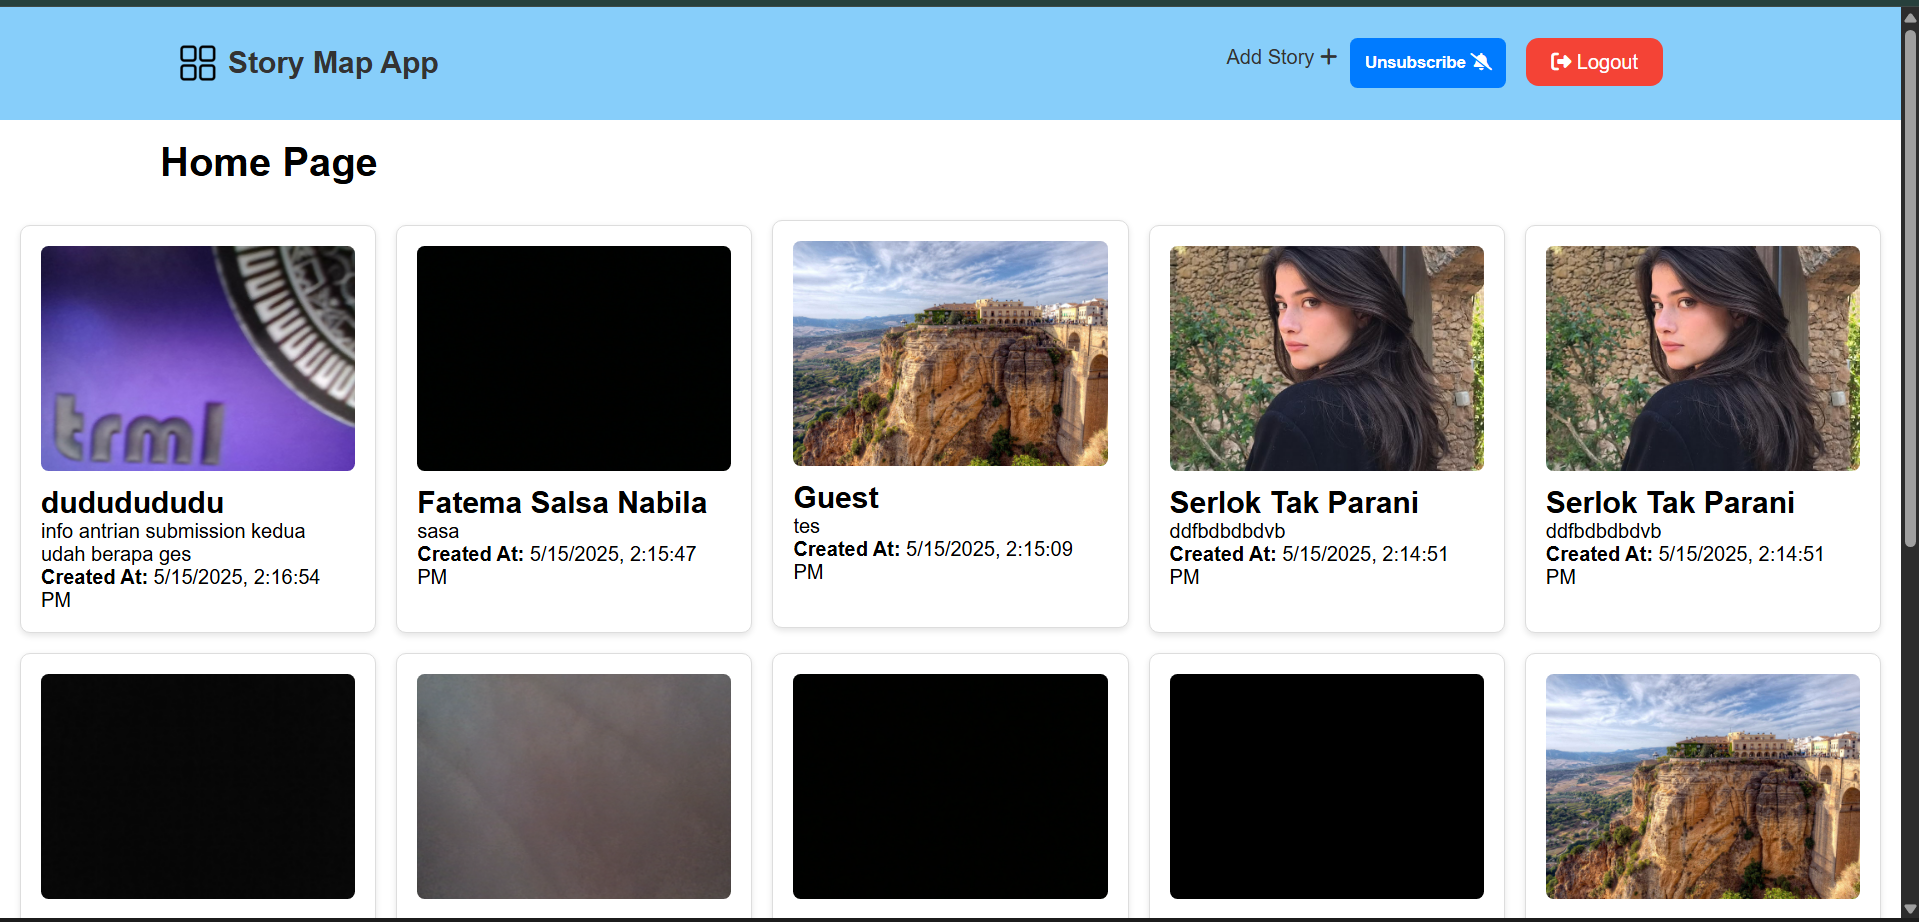 Story Map App
Add Story
Unsubscribe
Logout
Home Page
trml
dudududud​u
info antrian submission kedua
udah berapa ges
Created At: 5/15/2025, 2:16:54
PM
Fatema Salsa Nabila
sasa
Created At: 5/15/2025, 2:15:47
PM
Guest
tes
Created At: 5/15/2025, 2:15:09
PM
Serlok Tak Parani
ddfbdbdbdvb
Created At: 5/15/2025, 2:14:51
PM
Serlok Tak Parani
ddfbdbdbdvb
Created At: 5/15/2025, 2:14:51
PM